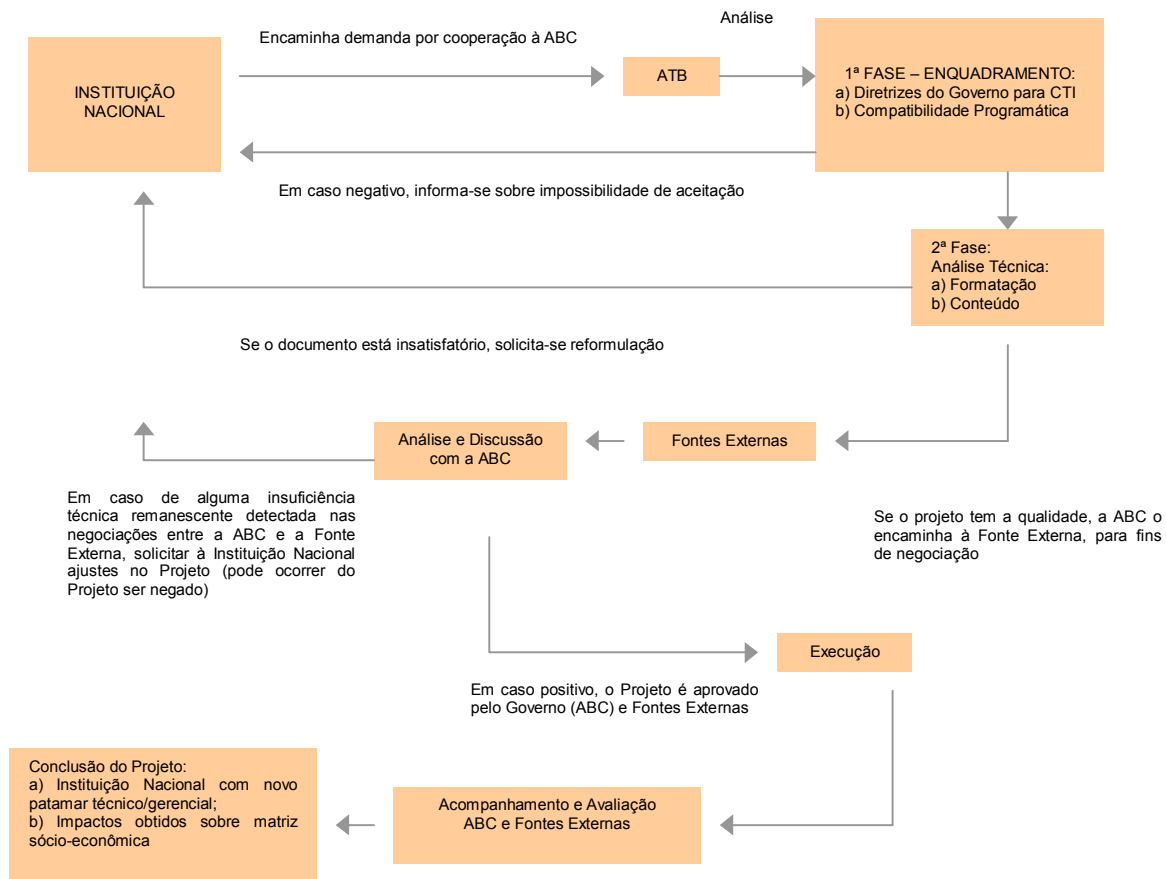 Análise
Encaminha demanda por cooperação à ABC
INSTITUIÇÃO
NACIONAL
ATB
1ª FASE – ENQUADRAMENTO:
a) Diretrizes do Governo para CTI
b) Compatibilidade Programática
Em caso negativo, informa-se sobre impossibilidade de aceitação
2ª Fase:
Análise Técnica:
a) Formatação
b) Conteúdo
Se o documento está insatisfatório, solicita-se reformulação
Análise e Discussão
com a ABC
Fontes Externas
Em caso de alguma insuficiência
técnica remanescente detectada nas
negociações entre a ABC e a Fonte
Externa, solicitar à Instituição Nacional
ajustes no Projeto (pode ocorrer do
Projeto ser negado)
Se o projeto tem a qualidade, a ABC o
encaminha à Fonte Externa, para fins
de negociação
Execução
Em caso positivo, o Projeto é aprovado
pelo Governo (ABC) e Fontes Externas
Conclusão do Projeto:
a) Instituição Nacional com novo
patamar técnico/gerencial;
b) Impactos obtidos sobre matriz
sócio-econômica
Acompanhamento e Avaliação
ABC e Fontes Externas